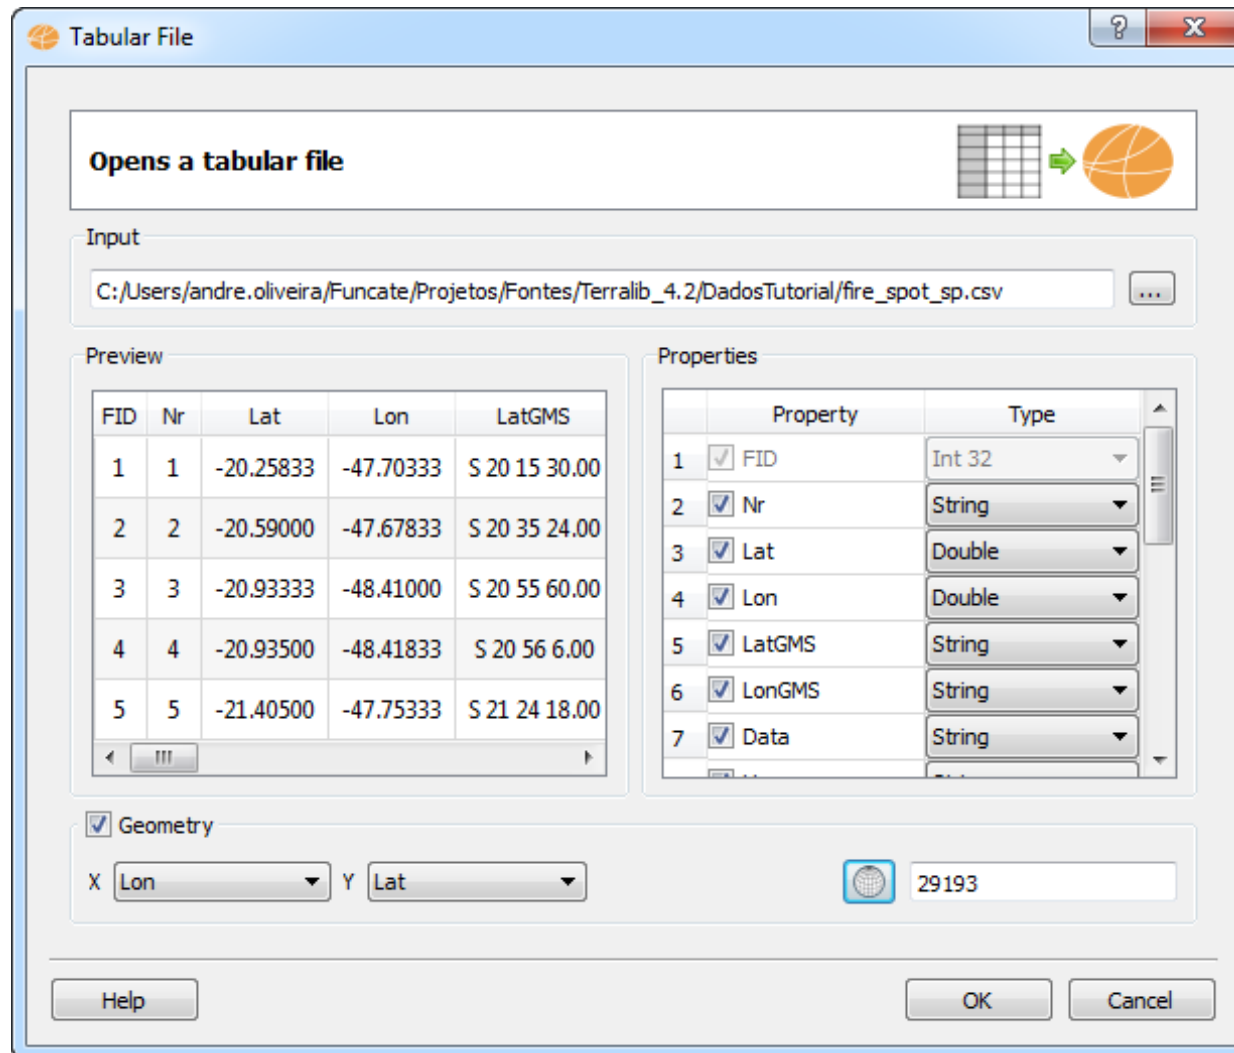 Tabular File
Opens a tabular file
Input
C:/Users/andre.oliveira/Funcate/Projetos/Fontes/Terralib_4.2/DadosTutorial/fire_spot_sp.csv ...
Preview
FID Nr Lat Lon LatGMS
1 1 -20.25833 -47.70333 S 20 15 30.00
2 2 -20.59000 -47.67833 S 20 35 24.00
3 3 -20.93333 -48.41000 S 20 55 60.00
4 4 -20.93500 -48.41833 S 20 56 6.00
5 5 -21.40500 -47.75333 S 21 24 18.00
Properties
Property Type
1 FID Int 32
2 Nr String
3 Lat Double
4 Lon Double
5 LatGMS String
6 LonGMS String
7 Data String
Geometry
X Lon Y Lat 29193
Help OK Cancel